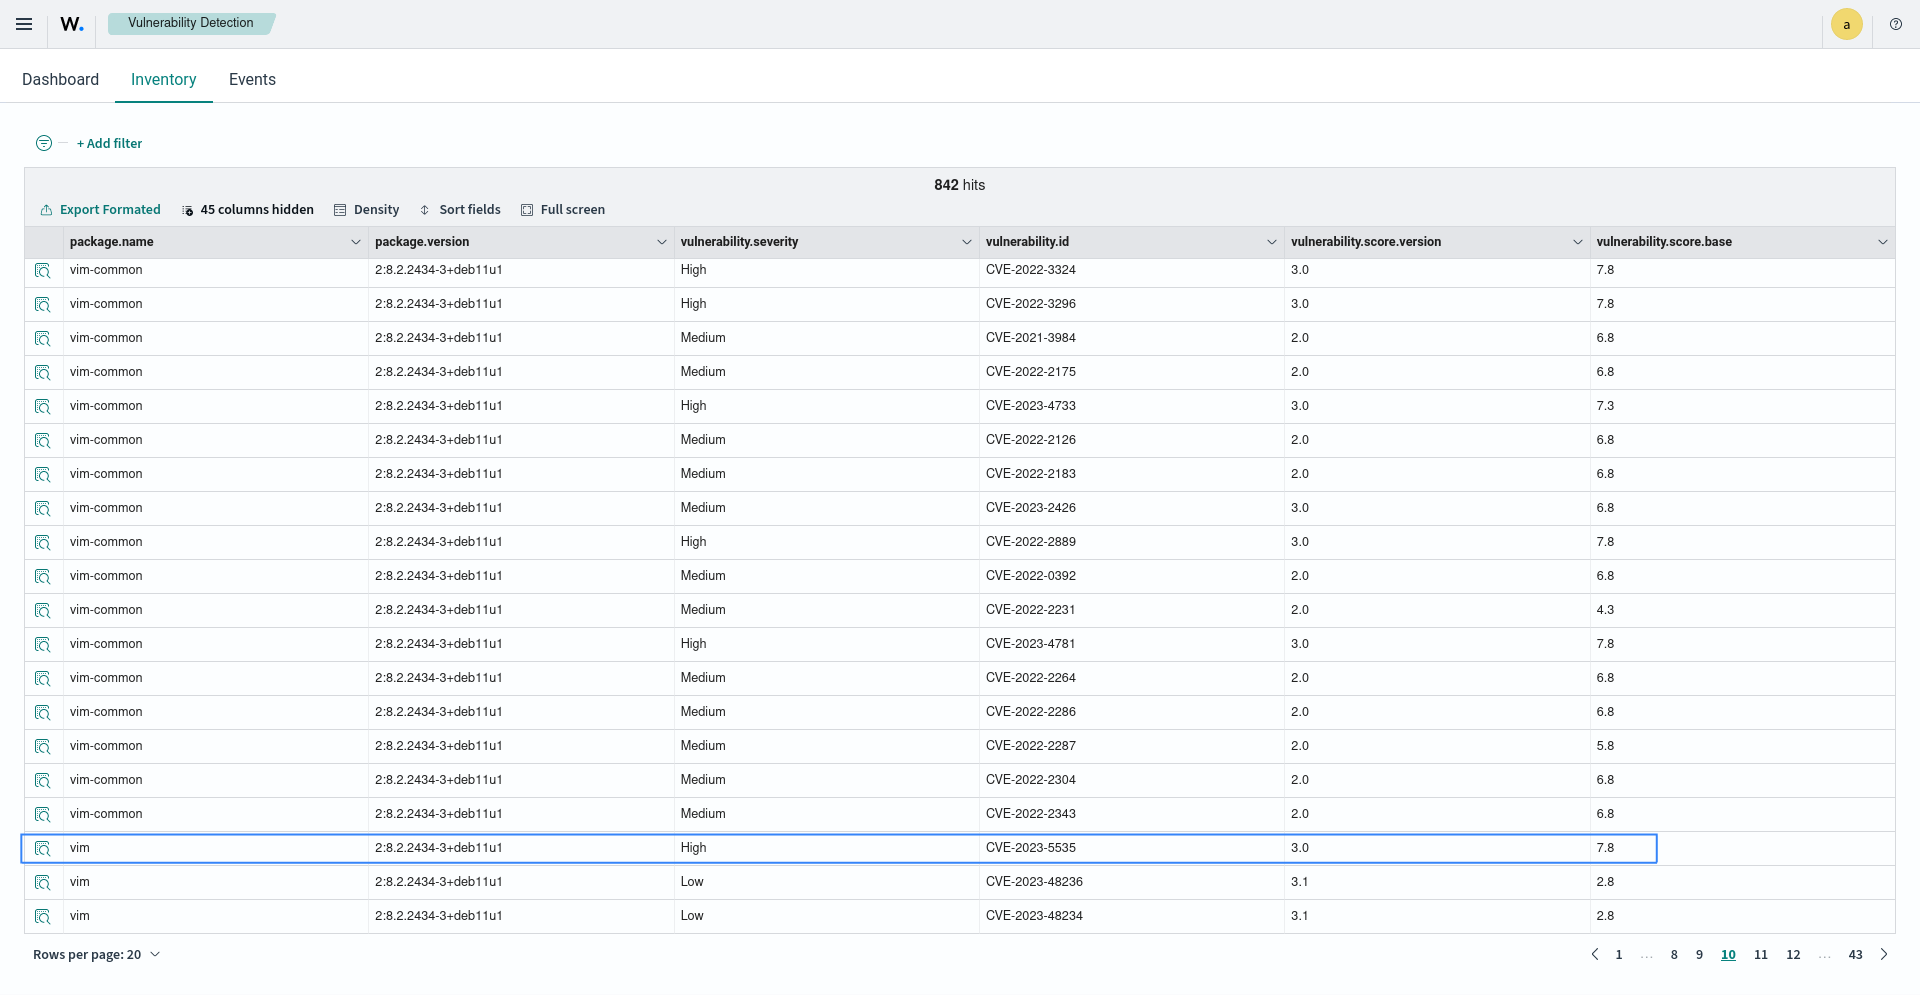 W. Vulnerability Detection a
Dashboard Inventory Events
+ Add filter
842 hits
Export Formated 45 columns hidden Density Sort fields Full screen
package.name package.version vulnerability.severity vulnerability.id vulnerability.score.version vulnerability.score.base
vim-common 2:8.2.2434-3+deb11u1 High CVE-2022-3324 3.0 7.8
vim-common 2:8.2.2434-3+deb11u1 High CVE-2022-3296 3.0 7.8
vim-common 2:8.2.2434-3+deb11u1 Medium CVE-2021-3984 2.0 6.8
vim-common 2:8.2.2434-3+deb11u1 Medium CVE-2022-2175 2.0 6.8
vim-common 2:8.2.2434-3+deb11u1 High CVE-2023-4733 3.0 7.3
vim-common 2:8.2.2434-3+deb11u1 Medium CVE-2022-2126 2.0 6.8
vim-common 2:8.2.2434-3+deb11u1 Medium CVE-2022-2183 2.0 6.8
vim-common 2:8.2.2434-3+deb11u1 Medium CVE-2023-2426 3.0 6.8
vim-common 2:8.2.2434-3+deb11u1 High CVE-2022-2889 3.0 7.8
vim-common 2:8.2.2434-3+deb11u1 Medium CVE-2022-0392 2.0 6.8
vim-common 2:8.2.2434-3+deb11u1 Medium CVE-2022-2231 2.0 4.3
vim-common 2:8.2.2434-3+deb11u1 High CVE-2023-4781 3.0 7.8
vim-common 2:8.2.2434-3+deb11u1 Medium CVE-2022-2264 2.0 6.8
vim-common 2:8.2.2434-3+deb11u1 Medium CVE-2022-2286 2.0 6.8
vim-common 2:8.2.2434-3+deb11u1 Medium CVE-2022-2287 2.0 5.8
vim-common 2:8.2.2434-3+deb11u1 Medium CVE-2022-2304 2.0 6.8
vim-common 2:8.2.2434-3+deb11u1 Medium CVE-2022-2343 2.0 6.8
vim 2:8.2.2434-3+deb11u1 High CVE-2023-5535 3.0 7.8
vim 2:8.2.2434-3+deb11u1 Low CVE-2023-48236 3.1 2.8
vim 2:8.2.2434-3+deb11u1 Low CVE-2023-48234 3.1 2.8
Rows per page: 20 1 ... 8 9 10 11 12 ... 43